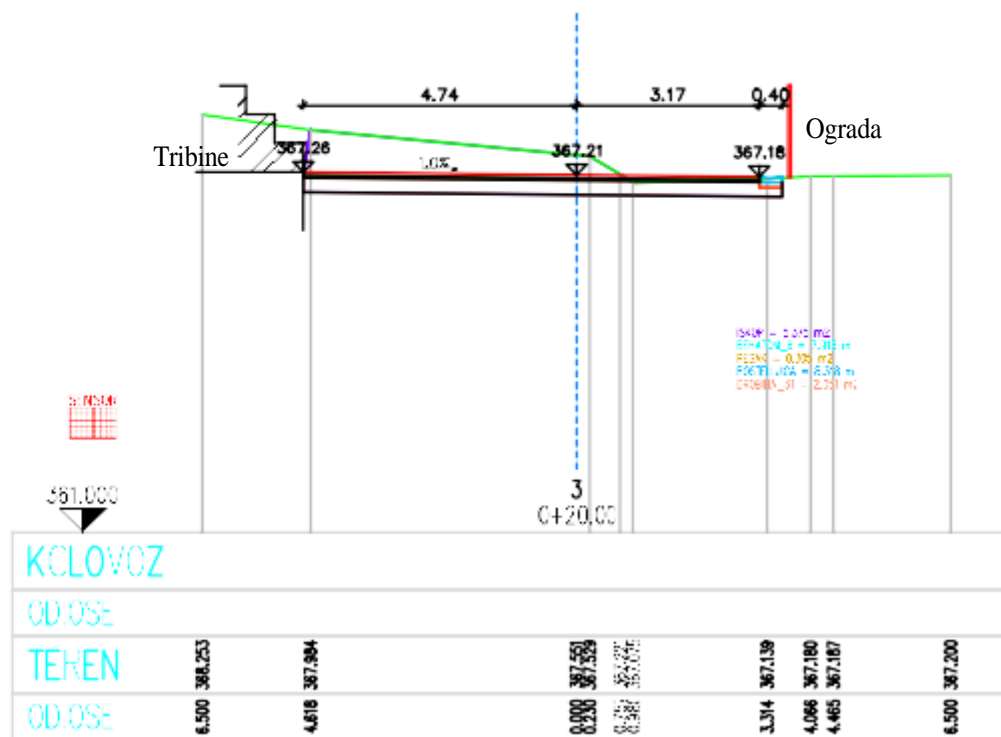 4.74 3.17 0.40
Ograda
Tribine
367.26
367.21
367.18
1.0%
SENSOR
361.000
3
0+20.00
KOLOVOZ
OD.OSE
TEREN 368.253 367.984 367.551 367.529 367.139 367.180 367.187 367.200
OD.OSE 6.500 4.618 0.000 0.230 3.314 4.066 4.465 6.500